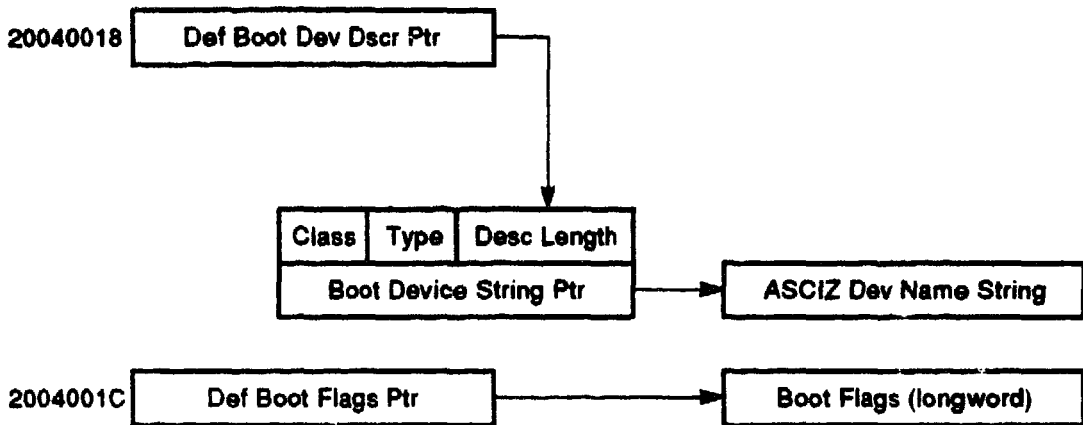 20040018 Def Boot Dev Dscr Ptr
Class Type Desc Length
Boot Device String Ptr ASCIZ Dev Name String
2004001C Def Boot Flags Ptr Boot Flags (longword)